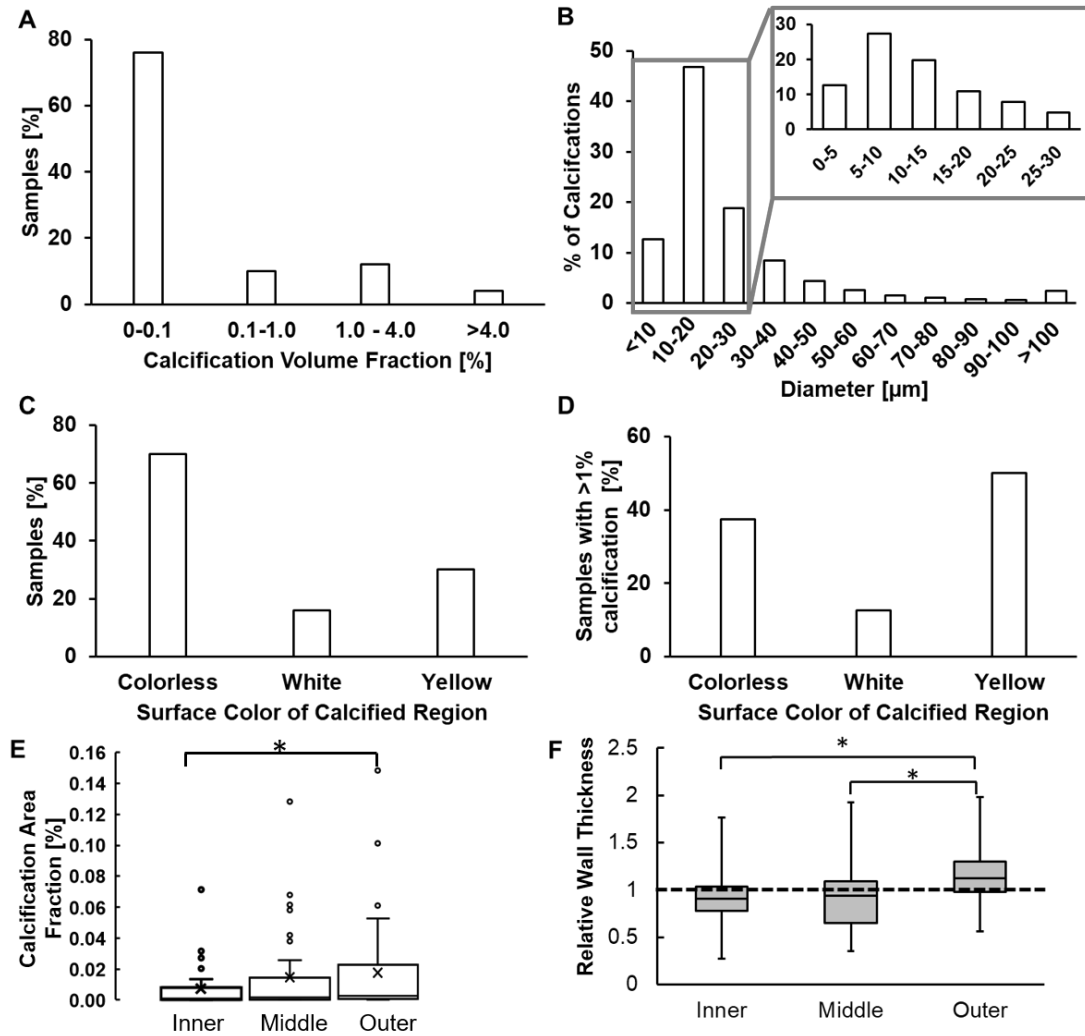 A
Samples [%]
80
60
40
20
0
0-0.1
0.1-1.0
1.0 - 4.0
>4.0
Calcification Volume Fraction [%]
B
% of Calcifcations
50
40
30
20
10
0
<10
10-20
20-30
30-40
40-50
50-60
60-70
70-80
80-90
90-100
>100
Diameter [µm]
30
20
10
0
0-5
5-10
10-15
15-20
20-25
25-30
C
Samples [%]
80
60
40
20
0
Colorless
White
Yellow
Surface Color of Calcified Region
D
Samples with >1%
calcification [%]
60
40
20
0
Colorless
White
Yellow
Surface Color of Calcified Region
E
Calcification Area
Fraction [%]
0.16
0.14
0.12
0.10
0.08
0.06
0.04
0.02
0.00
*
Inner
Middle
Outer
F
Relative Wall Thickness
2.5
2
1.5
1
0.5
0
*
*
Inner
Middle
Outer